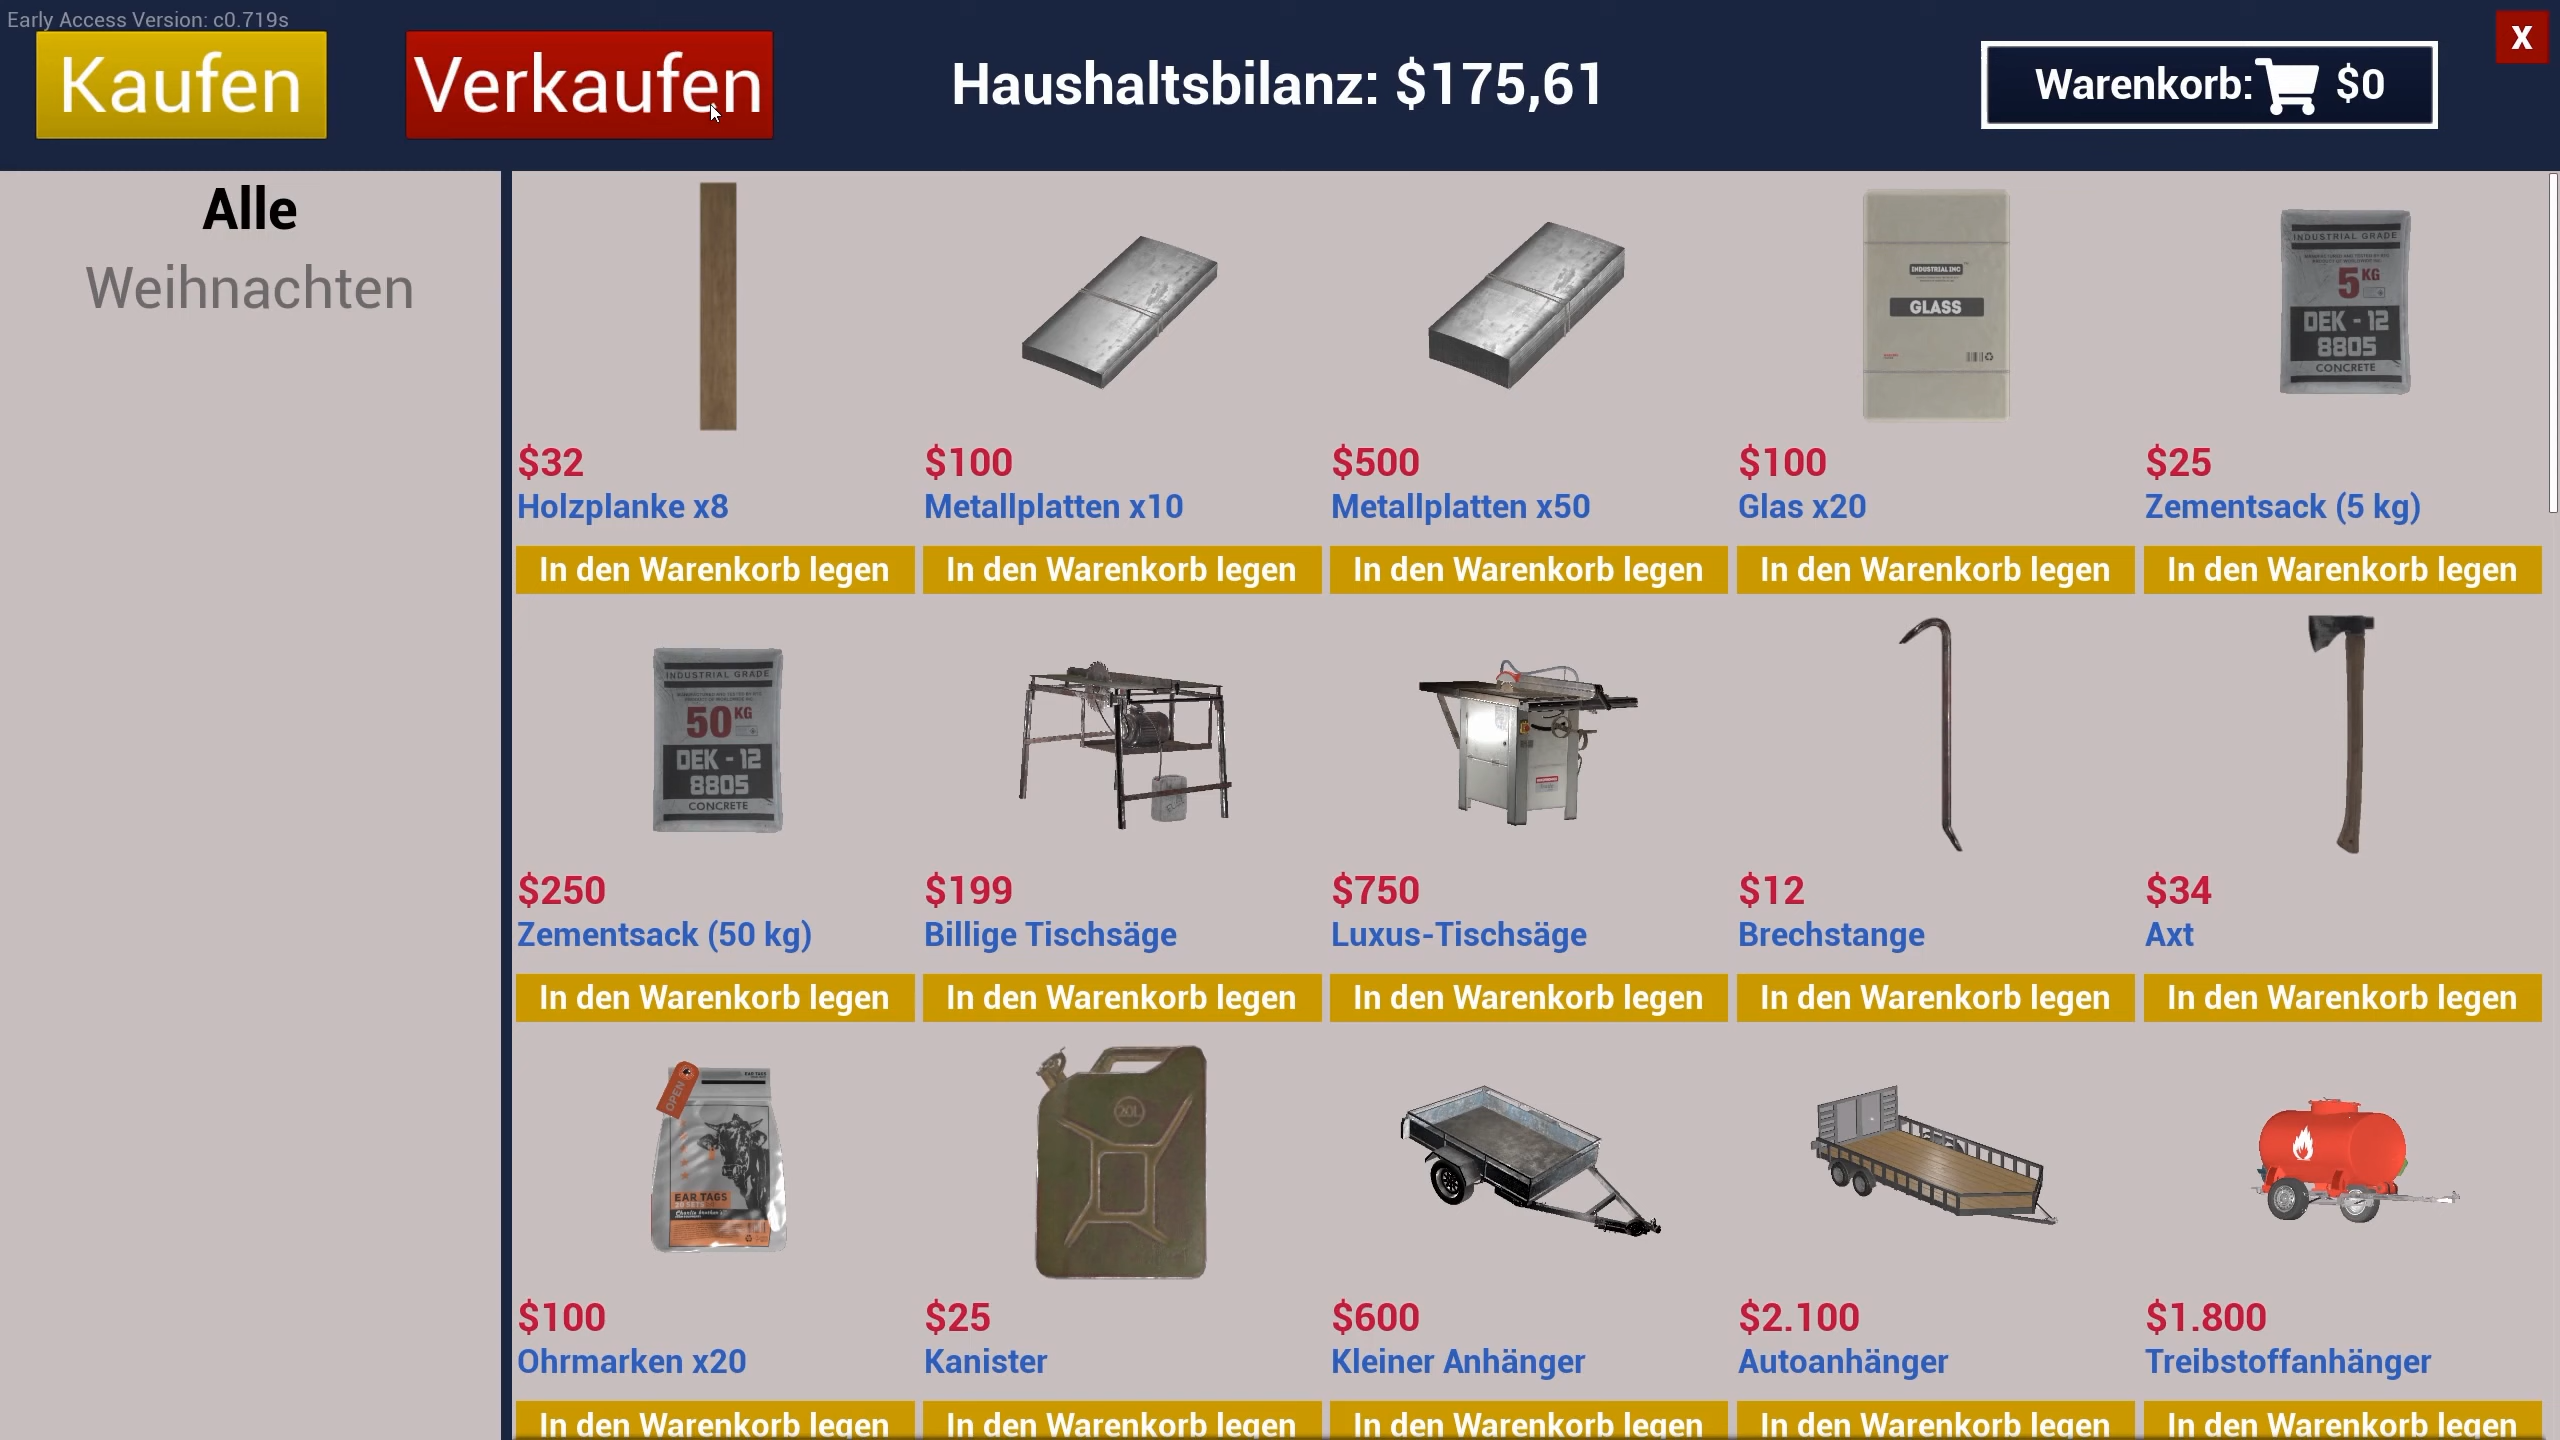 Early Access Version: c0.719s
Kaufen
Verkaufen
Haushaltsbilanz: $175,61
Warenkorb: $0
X
Alle
Weihnachten
INDUSTRIAL INC
GLASS
INDUSTRIAL GRADE
5 KG
DEK - 12
8805
CONCRETE
$32
$100
$500
$100
$25
Holzplanke x8
Metallplatten x10
Metallplatten x50
Glas x20
Zementsack (5 kg)
In den Warenkorb legen
In den Warenkorb legen
In den Warenkorb legen
In den Warenkorb legen
In den Warenkorb legen
INDUSTRIAL GRADE
50 KG
DEK - 12
8805
CONCRETE
$250
$199
$750
$12
$34
Zementsack (50 kg)
Billige Tischsäge
Luxus-Tischsäge
Brechstange
Axt
In den Warenkorb legen
In den Warenkorb legen
In den Warenkorb legen
In den Warenkorb legen
In den Warenkorb legen
OPEN
EAR TAGS
EAR TAGS
20L
$100
$25
$600
$2.100
$1.800
Ohrmarken x20
Kanister
Kleiner Anhänger
Autoanhänger
Treibstoffanhänger
In den Warenkorb legen
In den Warenkorb legen
In den Warenkorb legen
In den Warenkorb legen
In den Warenkorb legen